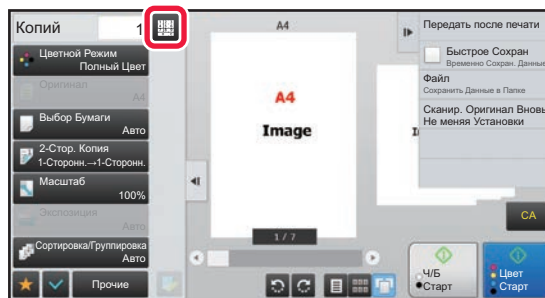 Копий
1
Цветной Режим
Полный Цвет
Оригинал
A4
Выбор Бумаги
Авто
2-Стор. Копия
1-Сторонн.→1-Сторонн.
Масштаб
100%
Экспозиция
Авто
Сортировка/Группировка
Авто
Прочие
A4
A4
Image
1 / 7
Передать после печати
Быстрое Сохран
Временно Сохран. Данные
Файл
Сохранить Данные в Папке
Сканир. Оригинал Вновь
Не меняя Установки
CA
Ч/Б
Старт
Цвет
Старт